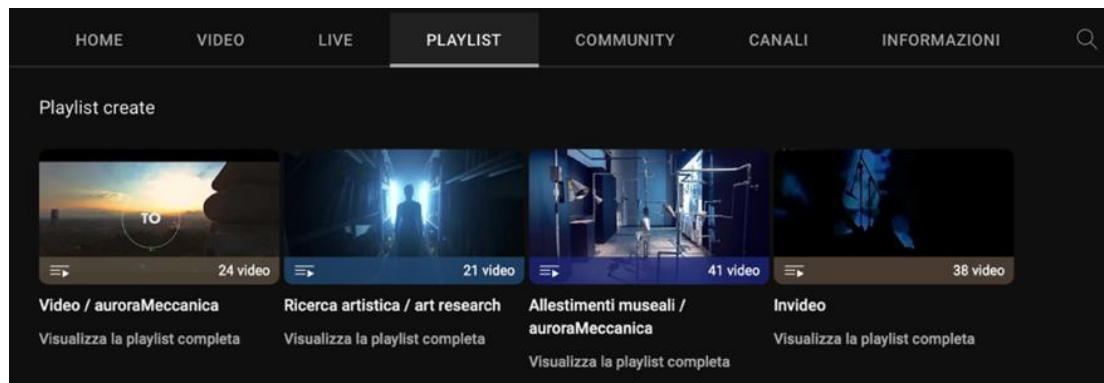 HOME VIDEO LIVE PLAYLIST COMMUNITY CANALI INFORMAZIONI
Playlist create
TO
24 video
21 video
41 video
38 video
Video / auroraMeccanica
Visualizza la playlist completa
Ricerca artistica / art research
Visualizza la playlist completa
Allestimenti museali /
auroraMeccanica
Visualizza la playlist completa
Invideo
Visualizza la playlist completa